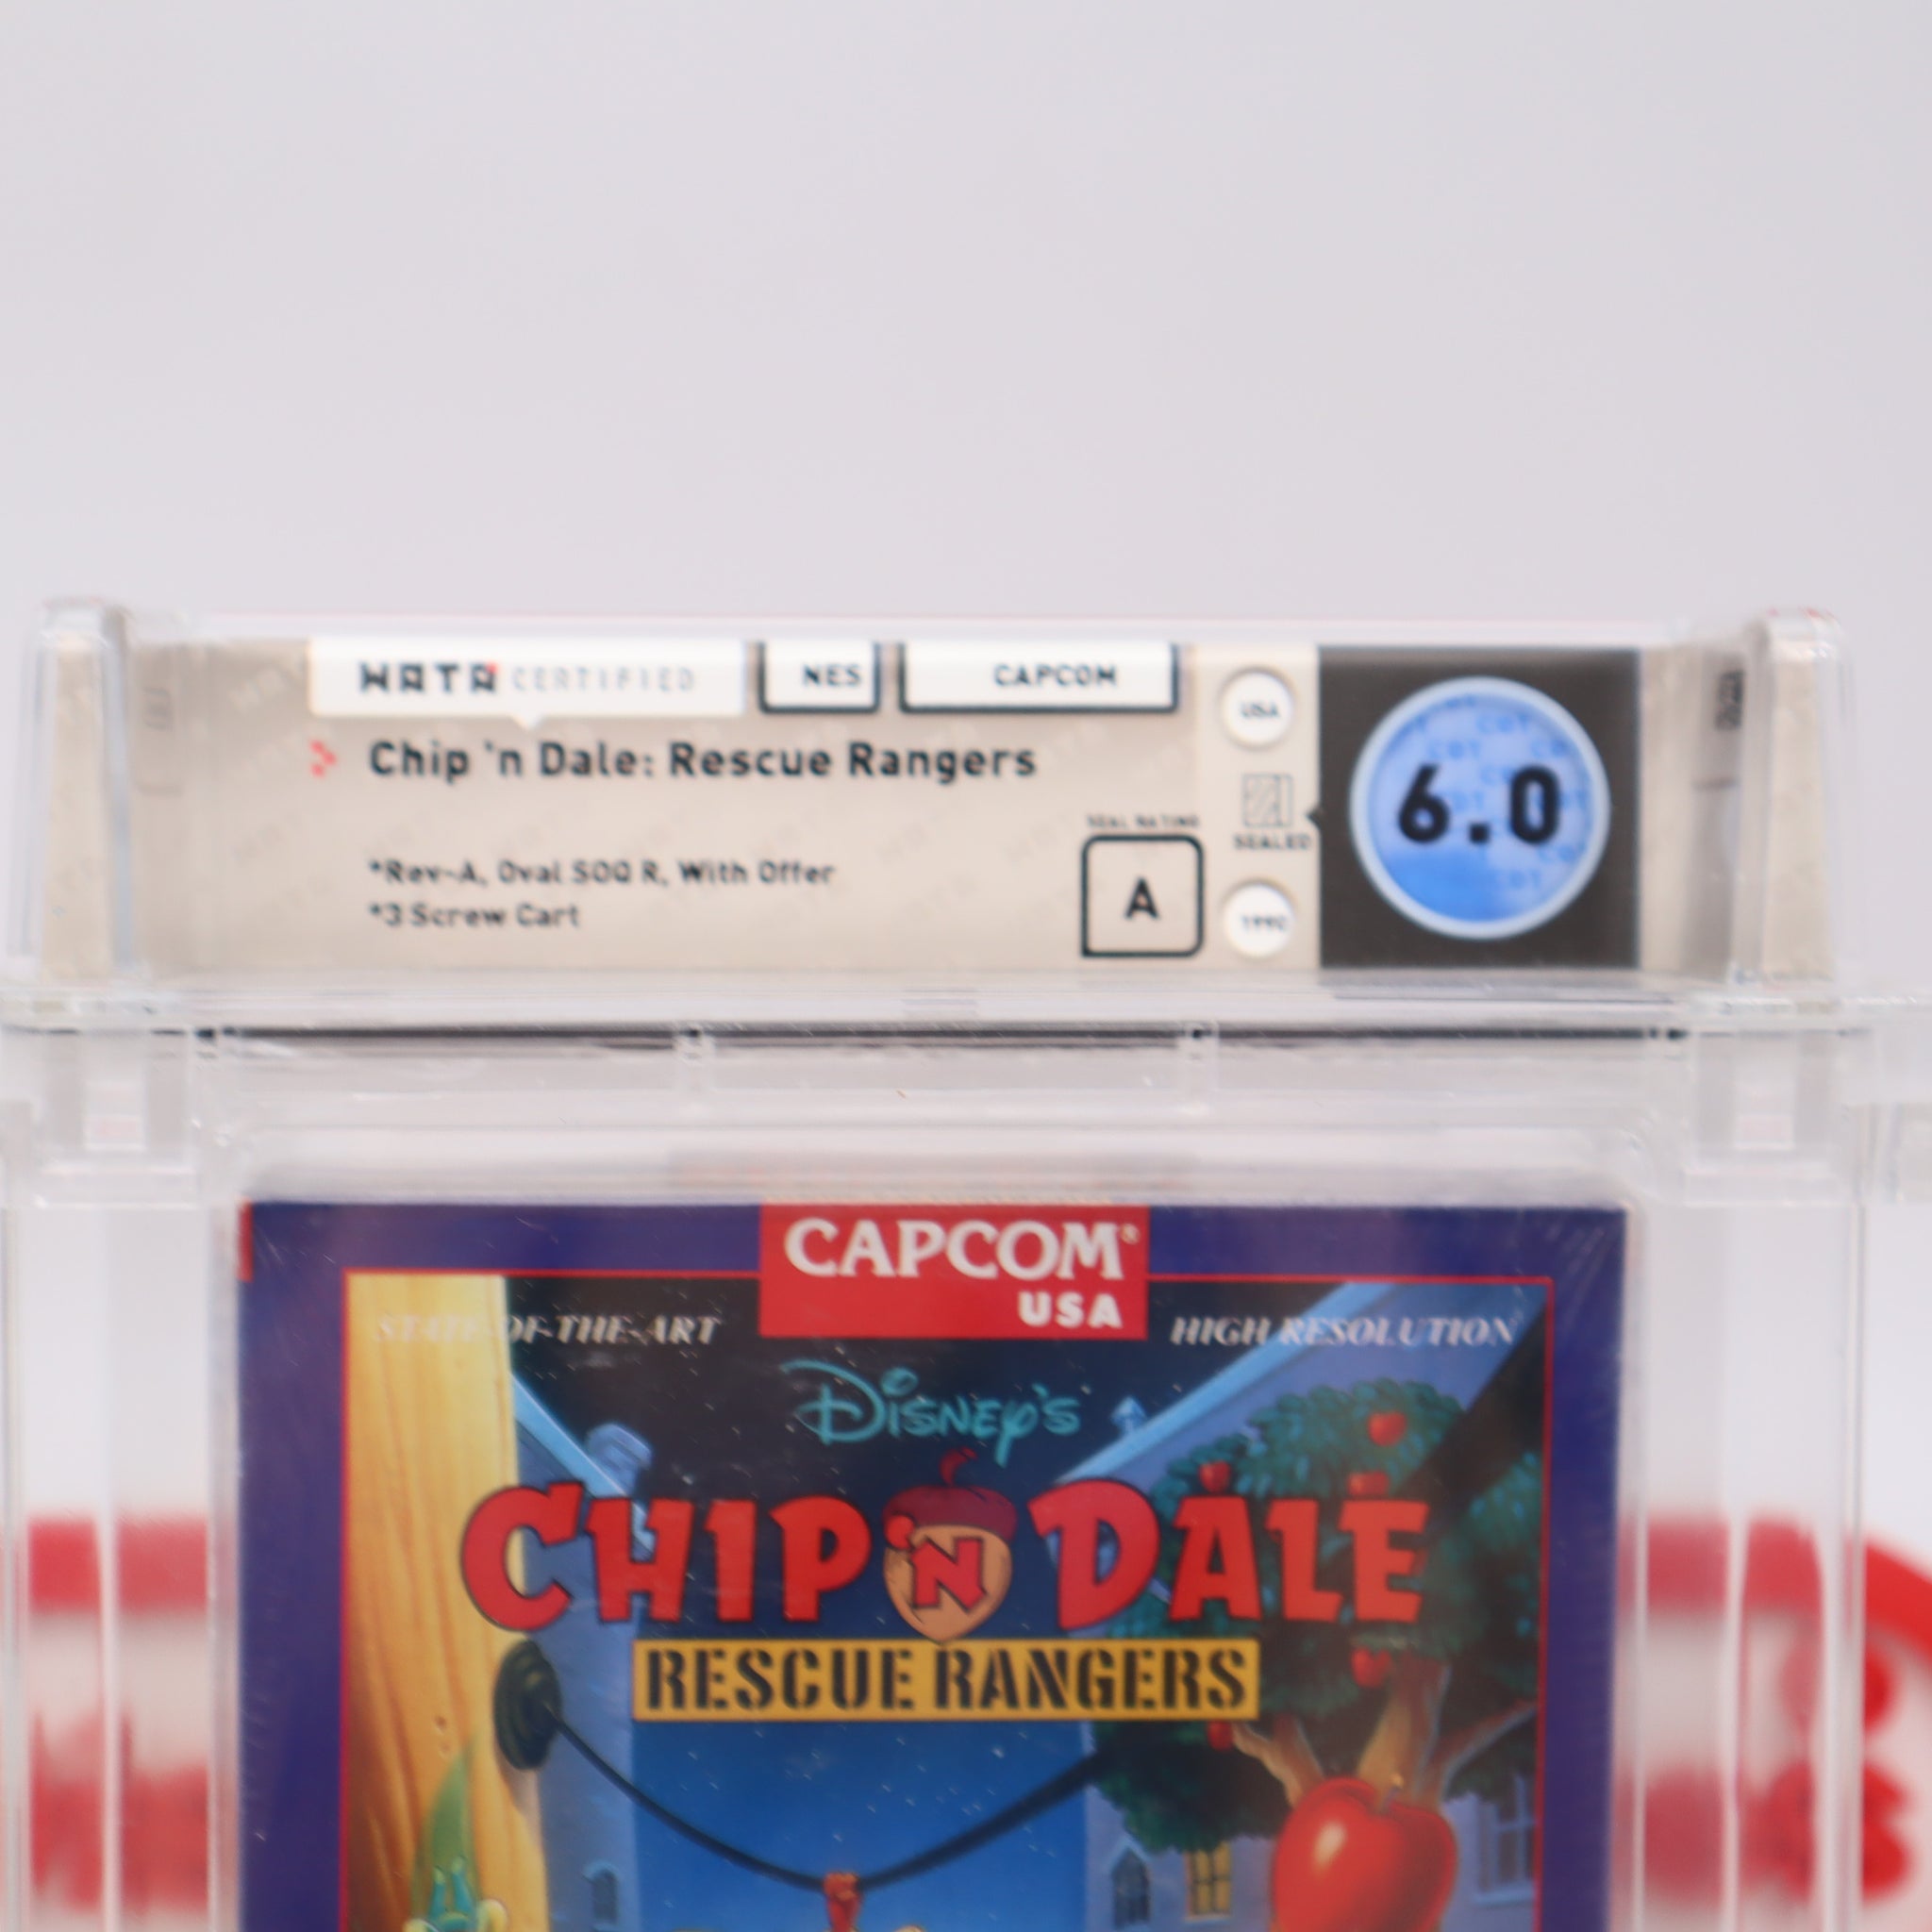 WATA CERTIFIED NES CAPCOM
USA
Chip 'n Dale: Rescue Rangers
6.0
SEAL RATING
SEALED
*Rev-A, Oval SOQ R, With Offer
A
*3 Screw Cart
1990
CAPCOM®
USA
STATE-OF-THE-ART HIGH RESOLUTION
DISNEY'S
CHIP 'N DALE
RESCUE RANGERS